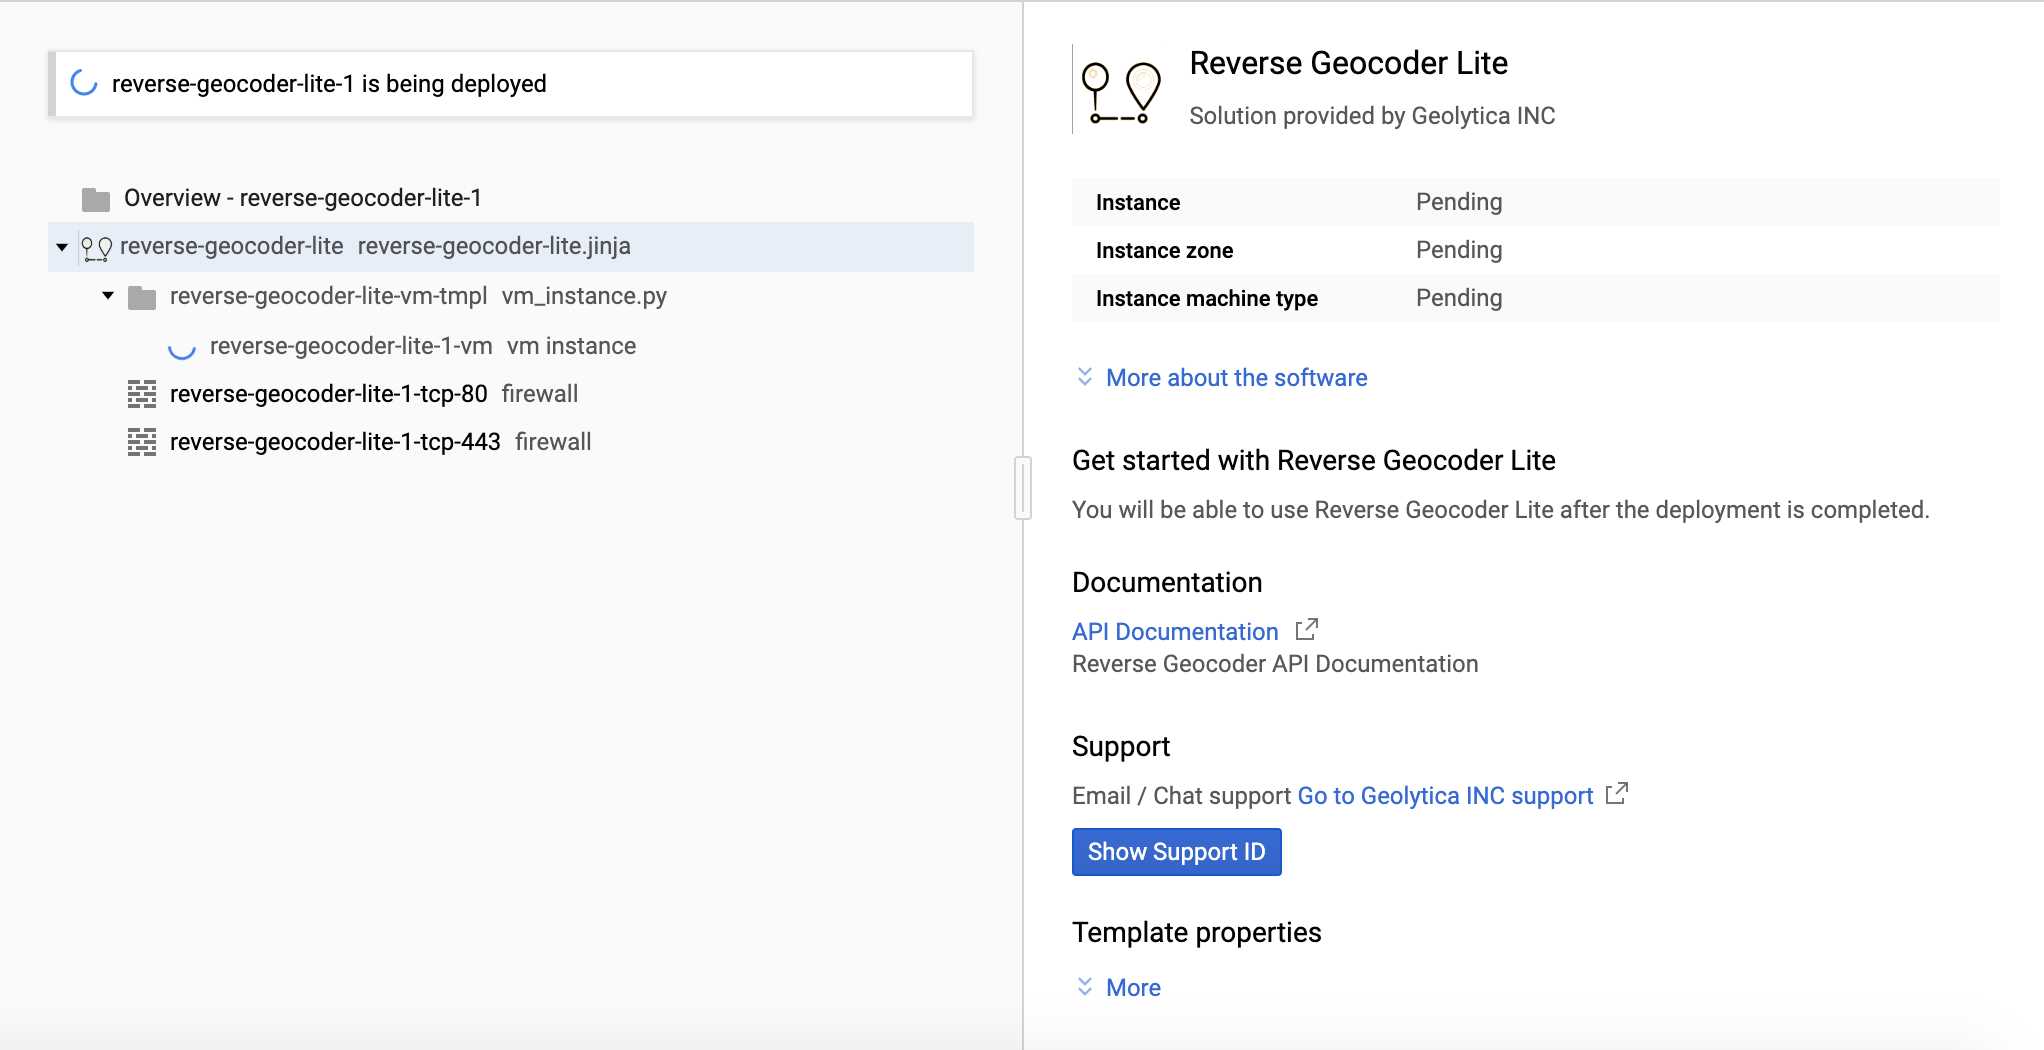 reverse-geocoder-lite-1 is being deployed
Overview - reverse-geocoder-lite-1
reverse-geocoder-lite reverse-geocoder-lite.jinja
reverse-geocoder-lite-vm-tmpl vm_instance.py
reverse-geocoder-lite-1-vm vm instance
reverse-geocoder-lite-1-tcp-80 firewall
reverse-geocoder-lite-1-tcp-443 firewall
Reverse Geocoder Lite
Solution provided by Geolytica INC
Instance Pending
Instance zone Pending
Instance machine type Pending
More about the software
Get started with Reverse Geocoder Lite
You will be able to use Reverse Geocoder Lite after the deployment is completed.
Documentation
API Documentation
Reverse Geocoder API Documentation
Support
Email / Chat support Go to Geolytica INC support
Show Support ID
Template properties
More